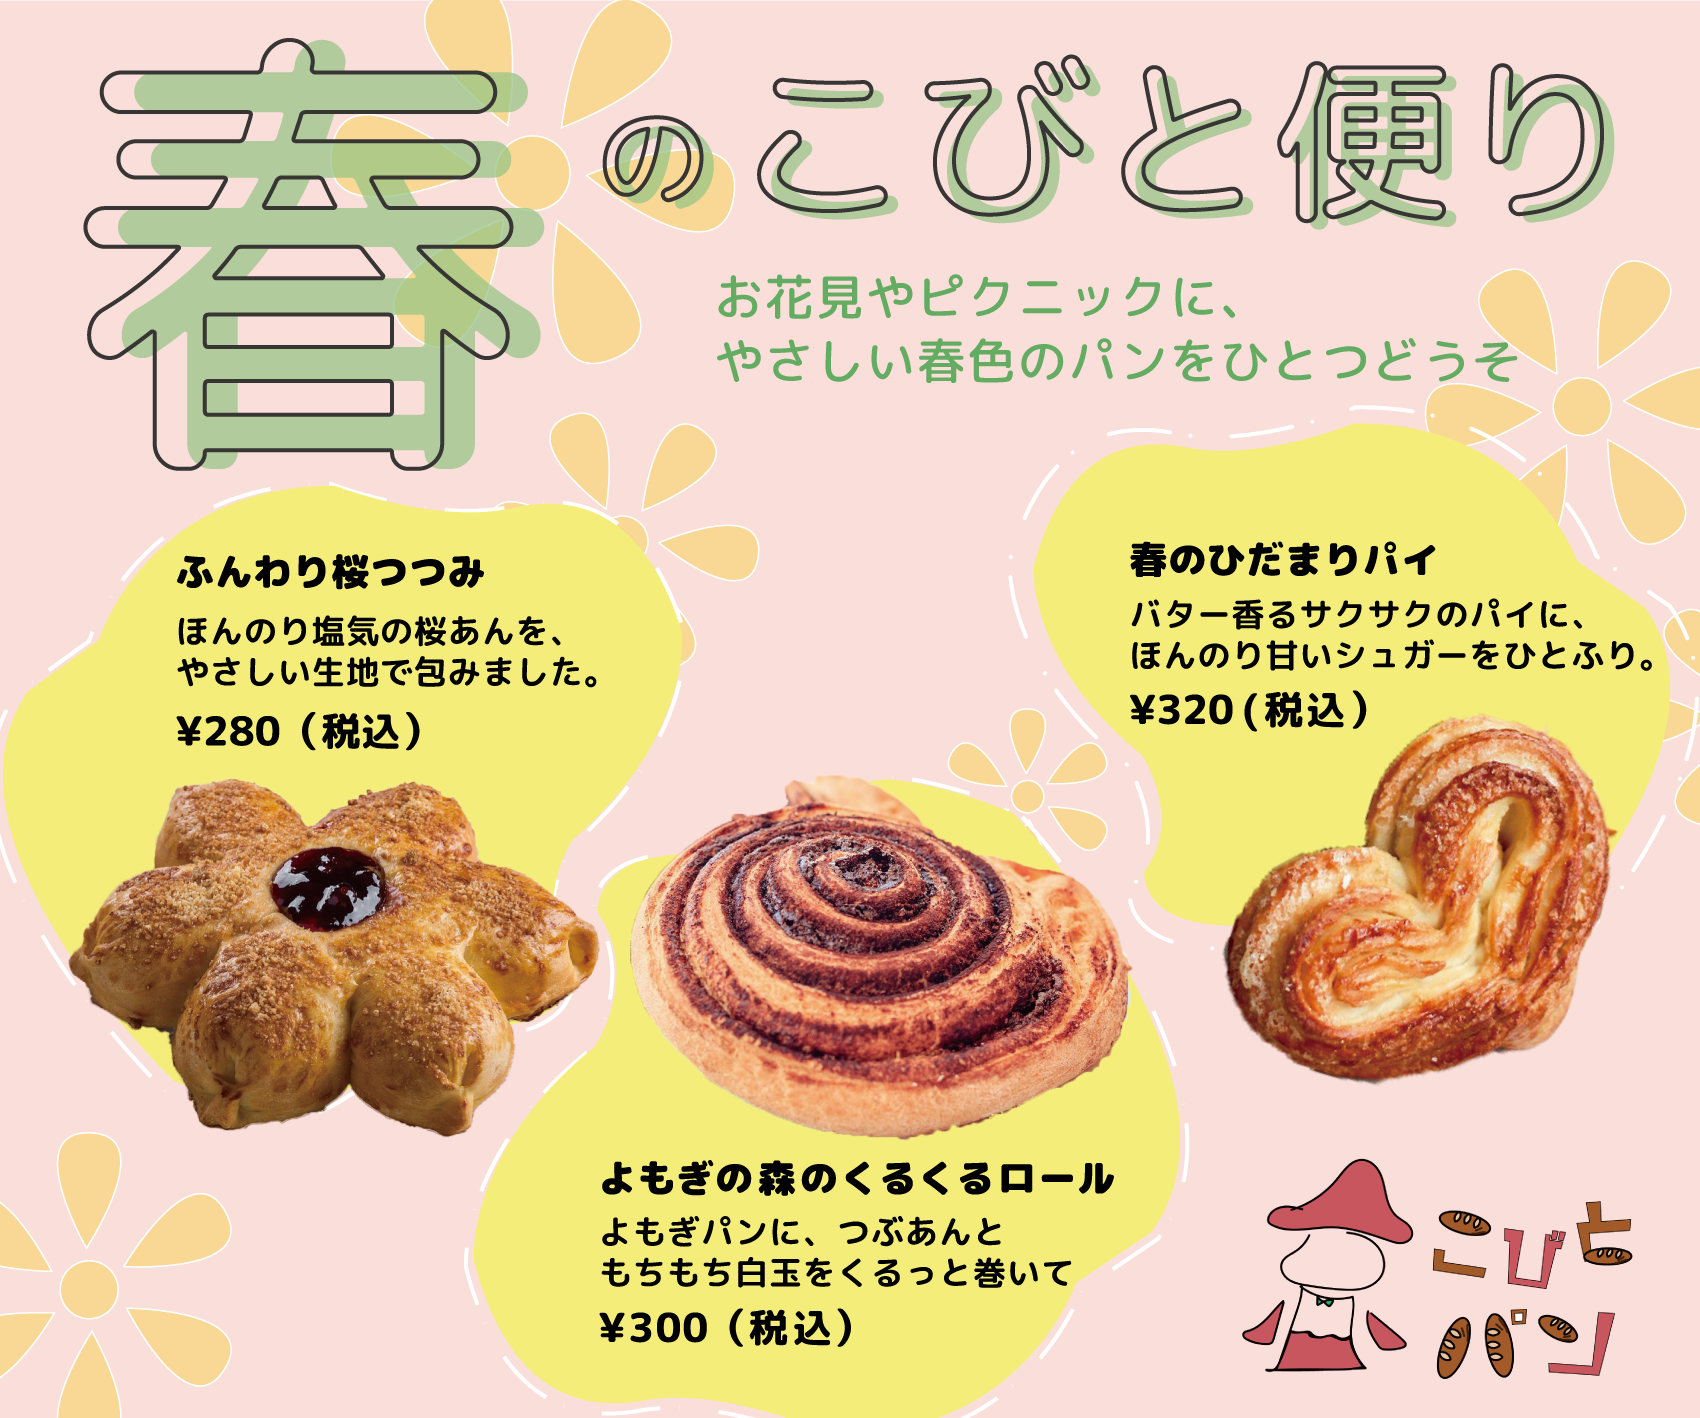 春のこびと便り
お花見やピクニックに、
やさしい春色のパンをひとつどうぞ
ふんわり桜つつみ
ほんのり塩気の桜あんを、
やさしい生地で包みました。
¥280（税込）
春のひだまりパイ
バター香るサクサクのパイに、
ほんのり甘いシュガーをひとふり。
¥320(税込）
よもぎの森のくるくるロール
よもぎパンに、つぶあんと
もちもち白玉をくるっと巻いて
¥300（税込）
こびと
パン